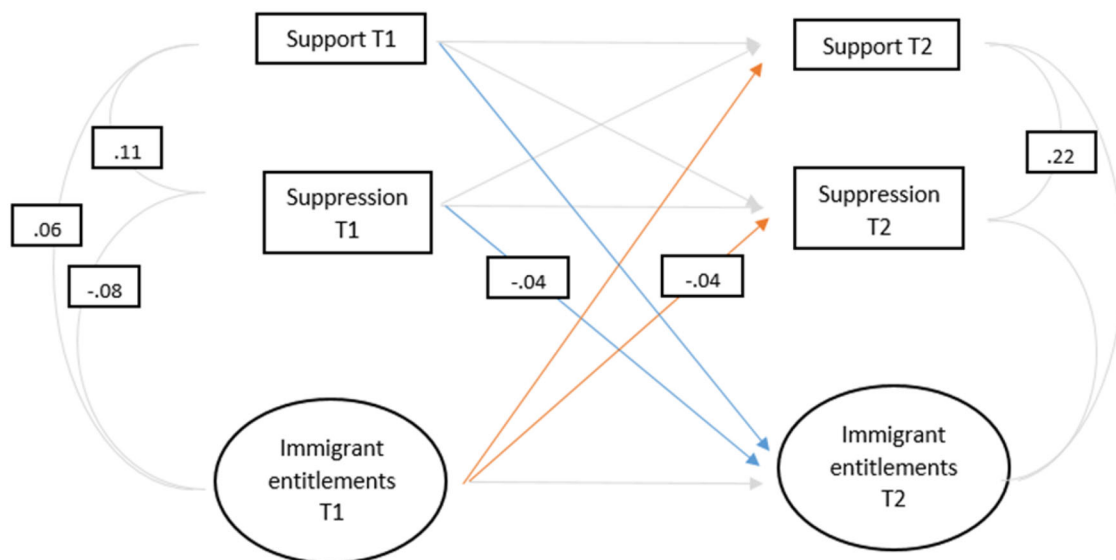 Support T1
Support T2
.11
.22
Suppression
T1
Suppression
T2
.06
-.08
-.04
-.04
Immigrant
entitlements
T1
Immigrant
entitlements
T2